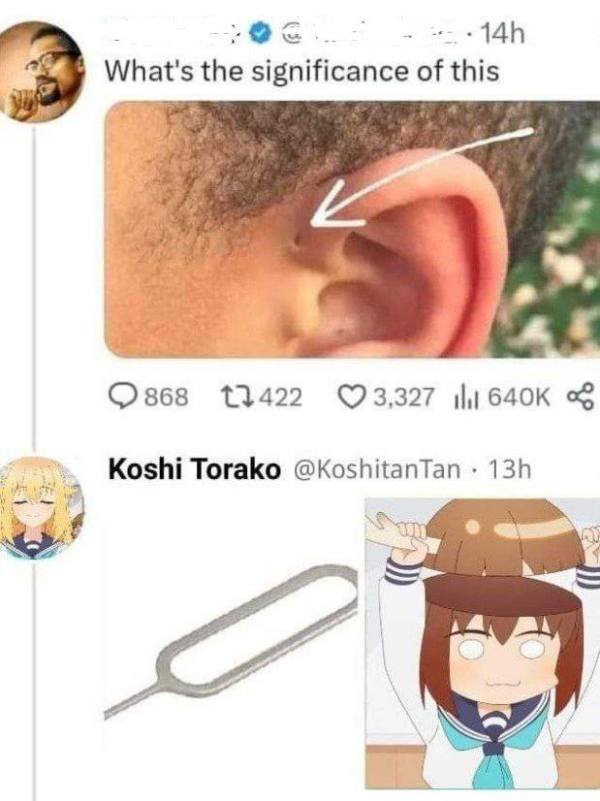 @ · 14h
What's the significance of this
868 422 3,327 640K
Koshi Torako @KoshitanTan · 13h